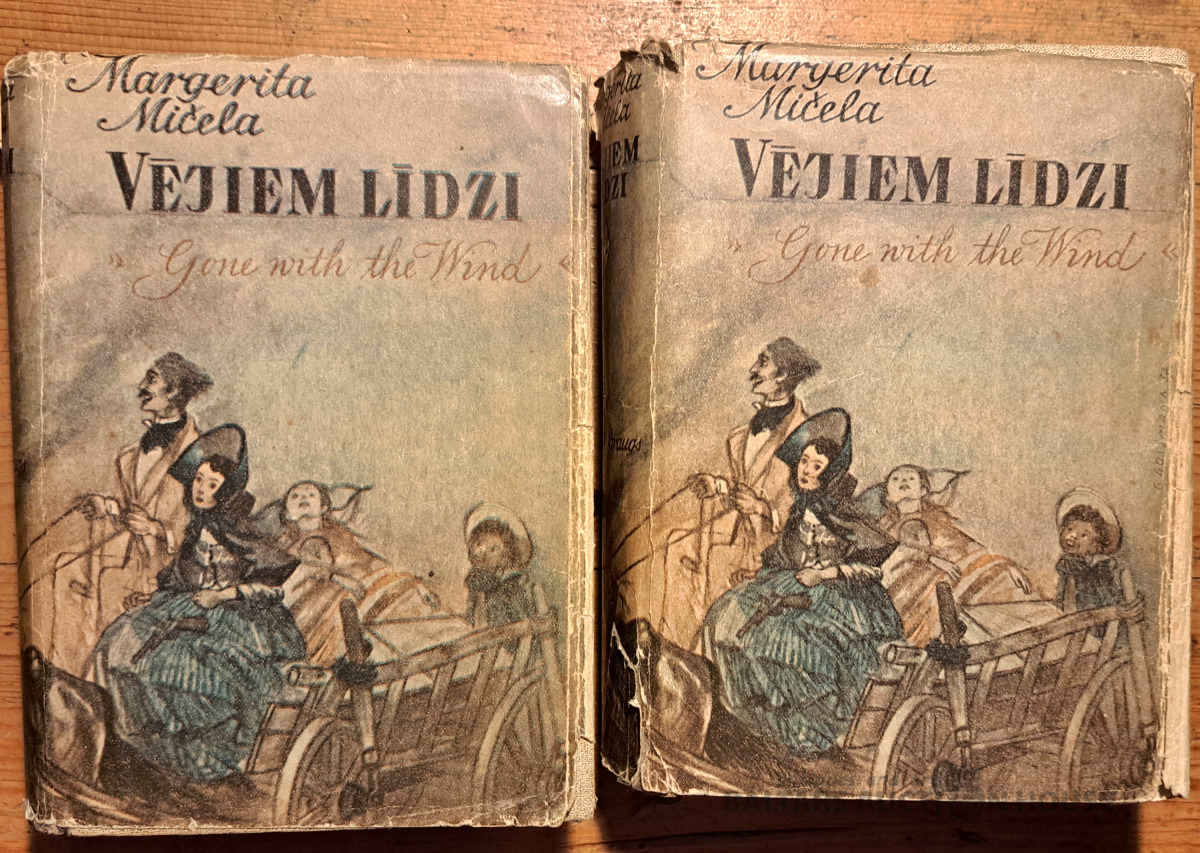 Margerita
Mičela
VĒJIEM LĪDZI
„ Gone with the Wind “
Margerita
Mičela
VĒJIEM LĪDZI
„ Gone with the Wind “